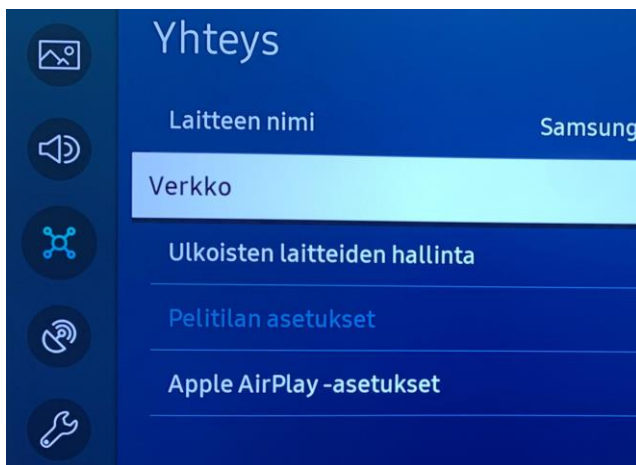 Yhteys
Laitteen nimi Samsung
Verkko
Ulkoisten laitteiden hallinta
Pelitilan asetukset
Apple AirPlay -asetukset